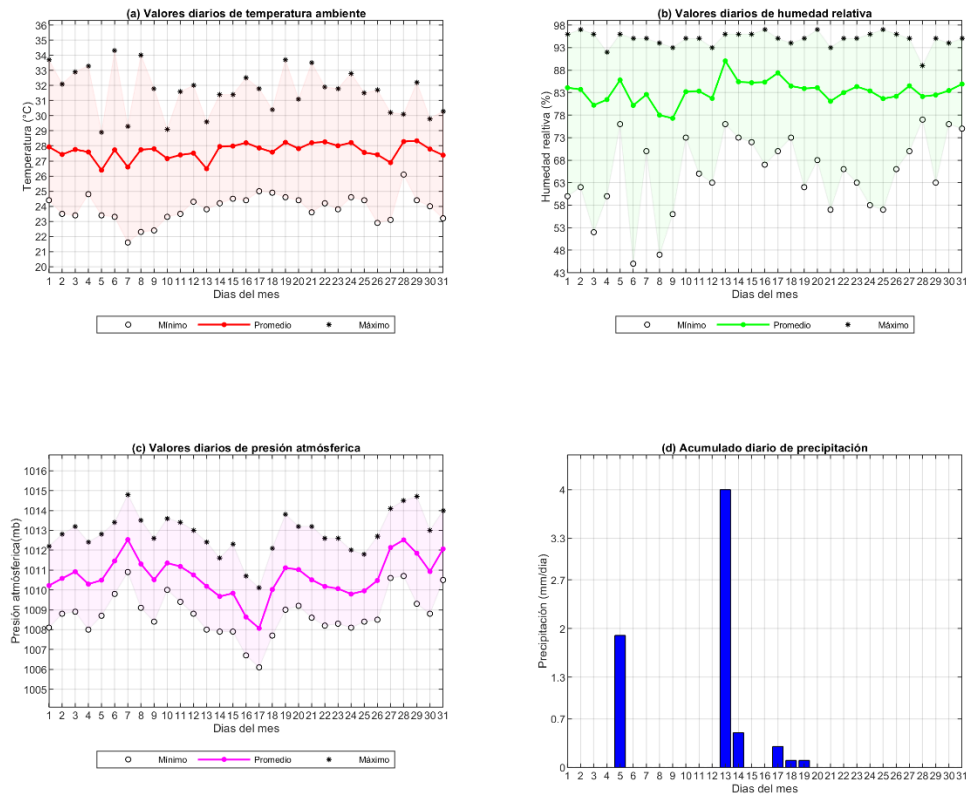 (a) Valores diarios de temperatura ambiente
36
35
34
33
32
31
30
29
28
27
26
25
24
23
22
21
20
Temperatura (°C)
1 2 3 4 5 6 7 8 9 10 11 12 13 14 15 16 17 18 19 20 21 22 23 24 25 26 27 28 29 30 31
Dias del mes
Mínimo Promedio Máximo
(b) Valores diarios de humedad relativa
98
93
88
83
78
73
68
63
58
53
48
43
Humedad reseltiva (%)
1 2 3 4 5 6 7 8 9 10 11 12 13 14 15 16 17 18 19 20 21 22 23 24 25 26 27 28 29 30 31
Dias del mes
Mínimo Promedio Máximo
(c) Valores diarios de presión atmósferica
1016
1015
1014
1013
1012
1011
1010
1009
1008
1007
1006
1005
Presión atmósferica(mb)
1 2 3 4 5 6 7 8 9 10 11 12 13 14 15 16 17 18 19 20 21 22 23 24 25 26 27 28 29 30 31
Dias del mes
Mínimo Promedio Máximo
(d) Acumulado diario de precipitación
4
3.3
2.7
2
1.3
0.7
0
Precipitación (mm/dia)
1 2 3 4 5 6 7 8 9 10 11 12 13 14 15 16 17 18 19 20 21 22 23 24 25 26 27 28 29 30 31
Dias del mes